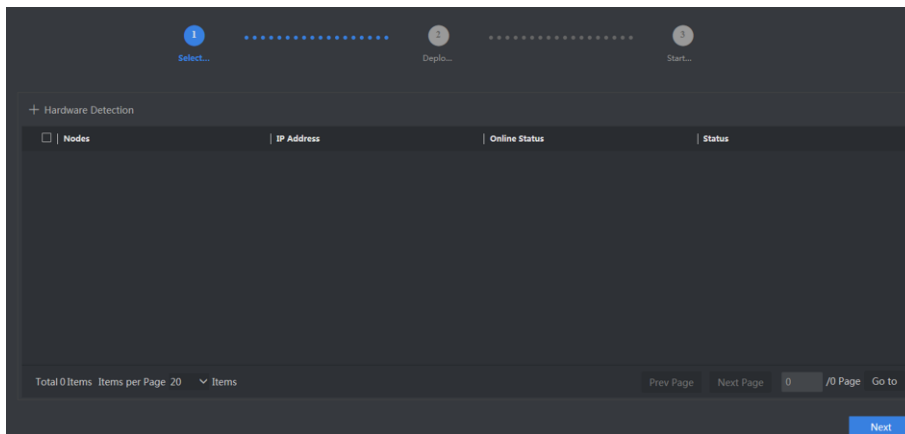 1 2 3
Select... Deplo... Start...
+ Hardware Detection
Nodes IP Address Online Status Status
Total 0 Items Items per Page 20 Items Prev Page Next Page 0 /0 Page Go to
Next